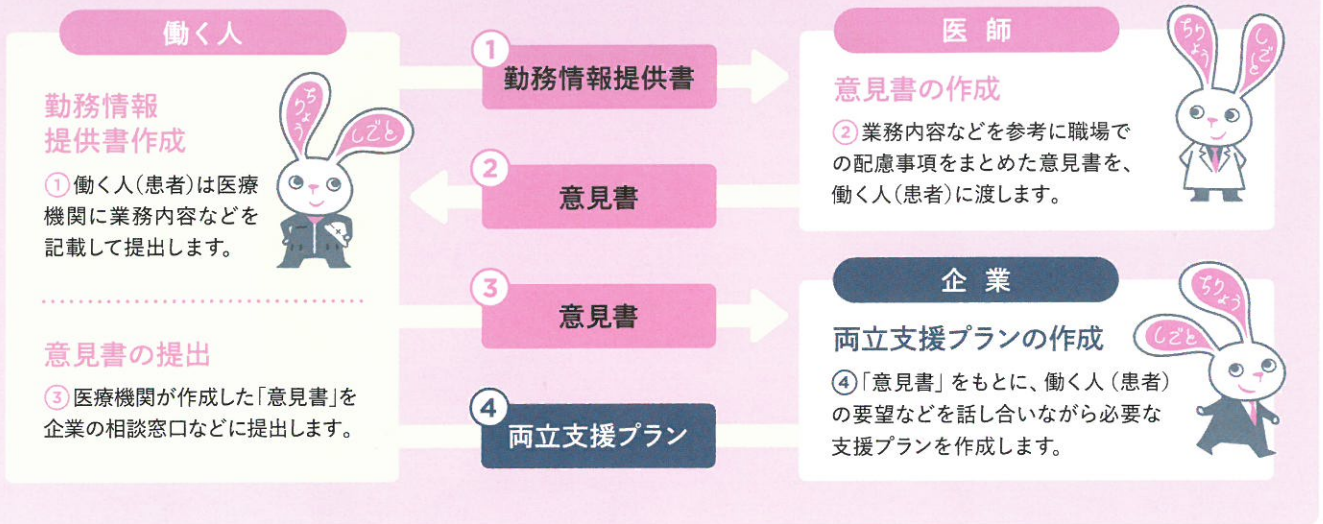 働く人
勤務情報
提供書作成
①働く人(患者)は医療
機関に業務内容などを
記載して提出します。
ちりょう
しごと
意見書の提出
③医療機関が作成した「意見書」を
企業の相談窓口などに提出します。
①
勤務情報提供書
②
意見書
③
意見書
④
両立支援プラン
医師
意見書の作成
②業務内容などを参考に職場で
の配慮事項をまとめた意見書を、
働く人(患者)に渡します。
ちりょう
しごと
企業
両立支援プランの作成
④「意見書」をもとに、働く人(患者)
の要望などを話し合いながら必要な
支援プランを作成します。
ちりょう
しごと